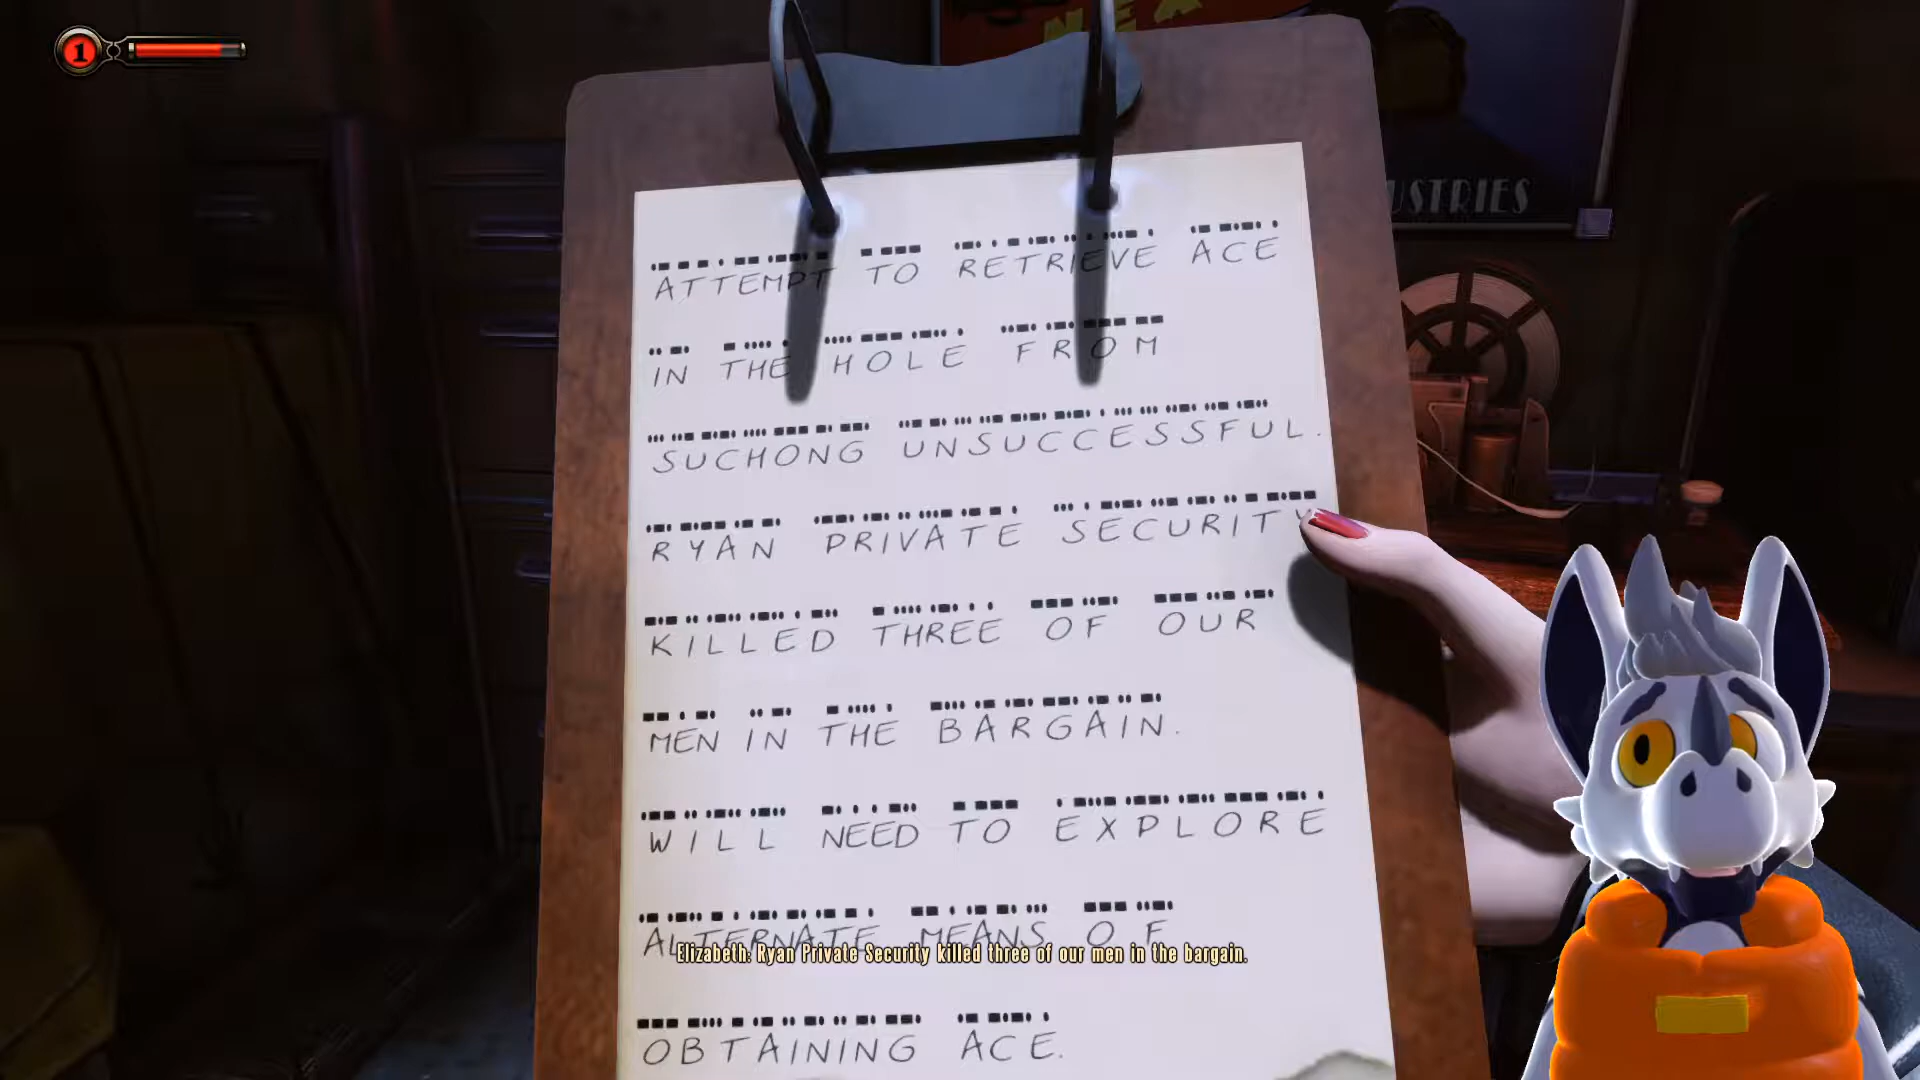 1
USTRIES
ATTEMPT TO RETRIEVE ACE
IN THE HOLE FROM
SUCHONG UNSUCCESSFUL.
RYAN PRIVATE SECURITY
KILLED THREE OF OUR
MEN IN THE BARGAIN.
WILL NEED TO EXPLORE
ALTERNATE MEANS OF
Elizabeth: Ryan Private Security killed three of our men in the bargain.
OBTAINING ACE.